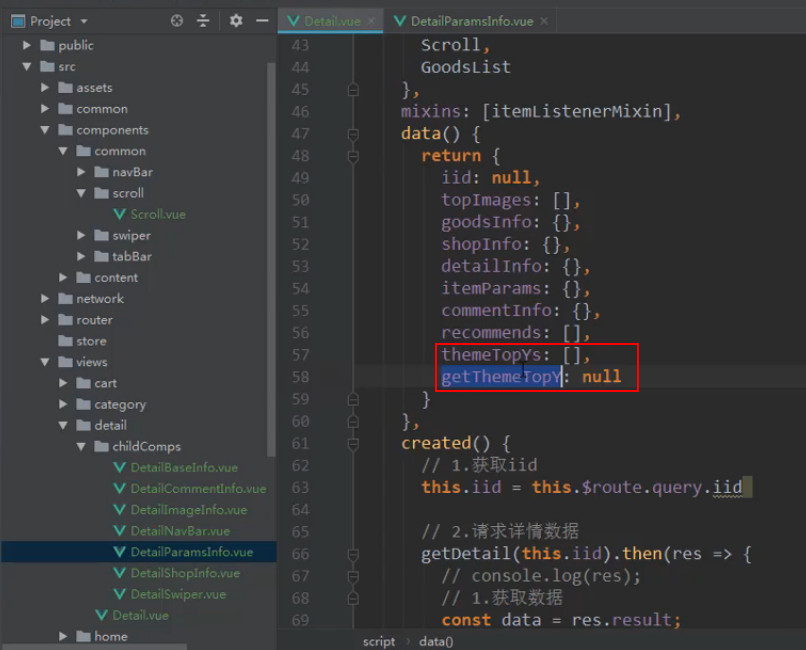 Project
Detail.vue
DetailParamsInfo.vue
public
src
assets
common
components
common
navBar
scroll
Scroll.vue
swiper
tabBar
content
network
router
store
views
cart
category
detail
childComps
DetailBaseInfo.vue
DetailCommentInfo.vue
DetailImageInfo.vue
DetailNavBar.vue
DetailParamsInfo.vue
DetailShopInfo.vue
DetailSwiper.vue
Detail.vue
home
43 Scroll,
44 GoodsList
45 },
46 mixins: [itemListenerMixin],
47 data() {
48 return {
49 iid: null,
50 topImages: [],
51 goodsInfo: {},
52 shopInfo: {},
53 detailInfo: {},
54 itemParams: {},
55 commentInfo: {},
56 recommends: [],
57 themeTopYs: [],
58 getThemeTopY: null
59 }
60 },
61 created() {
62 // 1.获取iid
63 this.iid = this.$route.query.iid
64
65 // 2.请求详情数据
66 getDetail(this.iid).then(res => {
67 // console.log(res);
68 // 1.获取数据
69 const data = res.result;
script › data()